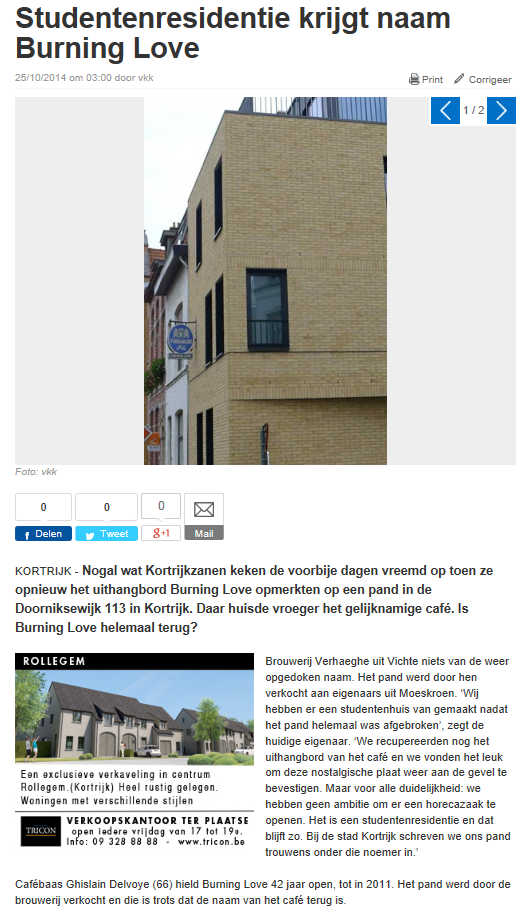 Studentenresidentie krijgt naam
Burning Love
25/10/2014 om 03:00 door vkk
Print
Corrigeer
1 / 2
Foto: vkk
0
0
0
Delen
Tweet
g+1
Mail
KORTRIJK - Nogal wat Kortrijkzanen keken de voorbije dagen vreemd op toen ze
opnieuw het uithangbord Burning Love opmerkten op een pand in de
Doorniksewijk 113 in Kortrijk. Daar huisde vroeger het gelijknamige café. Is
Burning Love helemaal terug?
ROLLEGEM
Een exclusieve verkaveling in centrum
Rollegem.(Kortrijk) Heel rustig gelegen.
Woningen met verschillende stijlen
TRICON
VERKOOPSKANTOOR TER PLAATSE
open iedere vrijdag van 17 tot 19u.
Info: 09 328 88 88 - www.tricon.be
Brouwerij Verhaeghe uit Vichte niets van de weer
opgedoken naam. Het pand werd door hen
verkocht aan eigenaars uit Moeskroen. ‘Wij
hebben er een studentenhuis van gemaakt nadat
het pand helemaal was afgebroken’, zegt de
huidige eigenaar. ‘We recupereerden nog het
uithangbord van het café en we vonden het leuk
om deze nostalgische plaat weer aan de gevel te
bevestigen. Maar voor alle duidelijkheid: we
hebben geen ambitie om er een horecazaak te
openen. Het is een studentenresidentie en dat
blijft zo. Bij de stad Kortrijk schreven we ons pand
trouwens onder die noemer in.’
Cafébaas Ghislain Delvoye (66) hield Burning Love 42 jaar open, tot in 2011. Het pand werd door de
brouwerij verkocht en die is trots dat de naam van het café terug is.